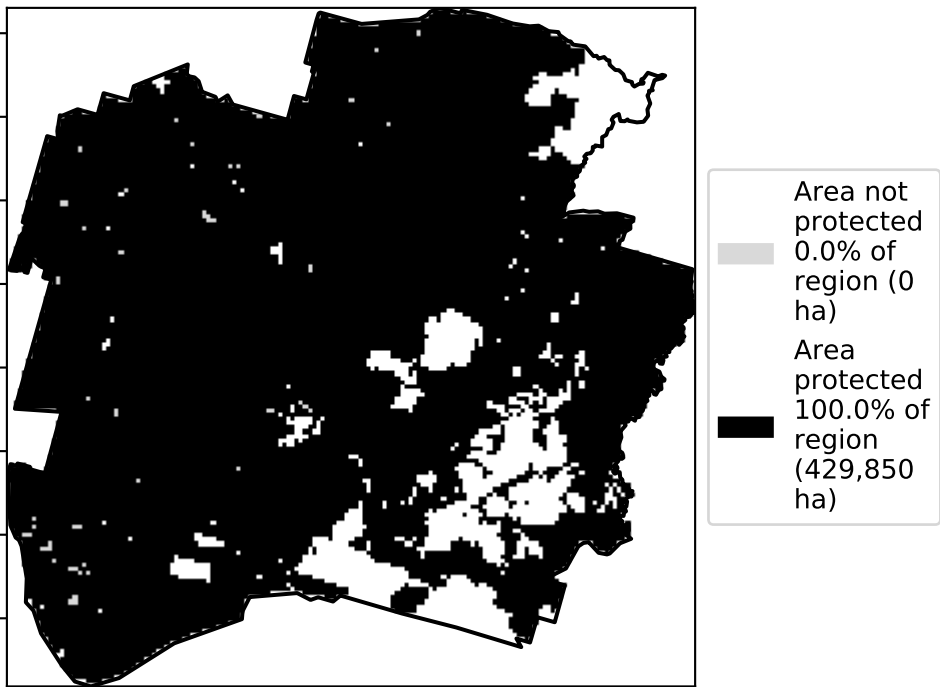 Area not
protected
0.0% of
region (0
ha)
Area
protected
100.0% of
region
(429,850
ha)